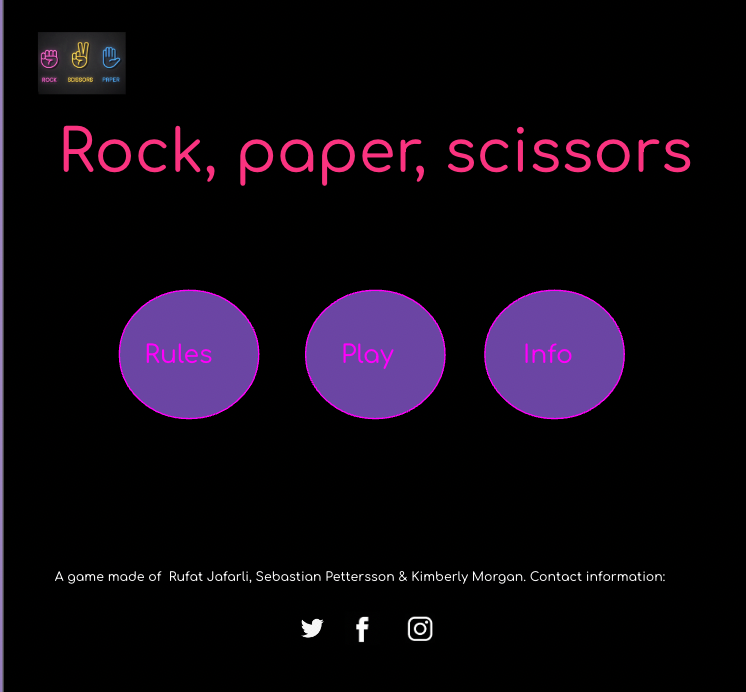 ROCK SCISSORS PAPER
Rock, paper, scissors
Rules Play Info
A game made of Rufat Jafarli, Sebastian Pettersson & Kimberly Morgan. Contact information: